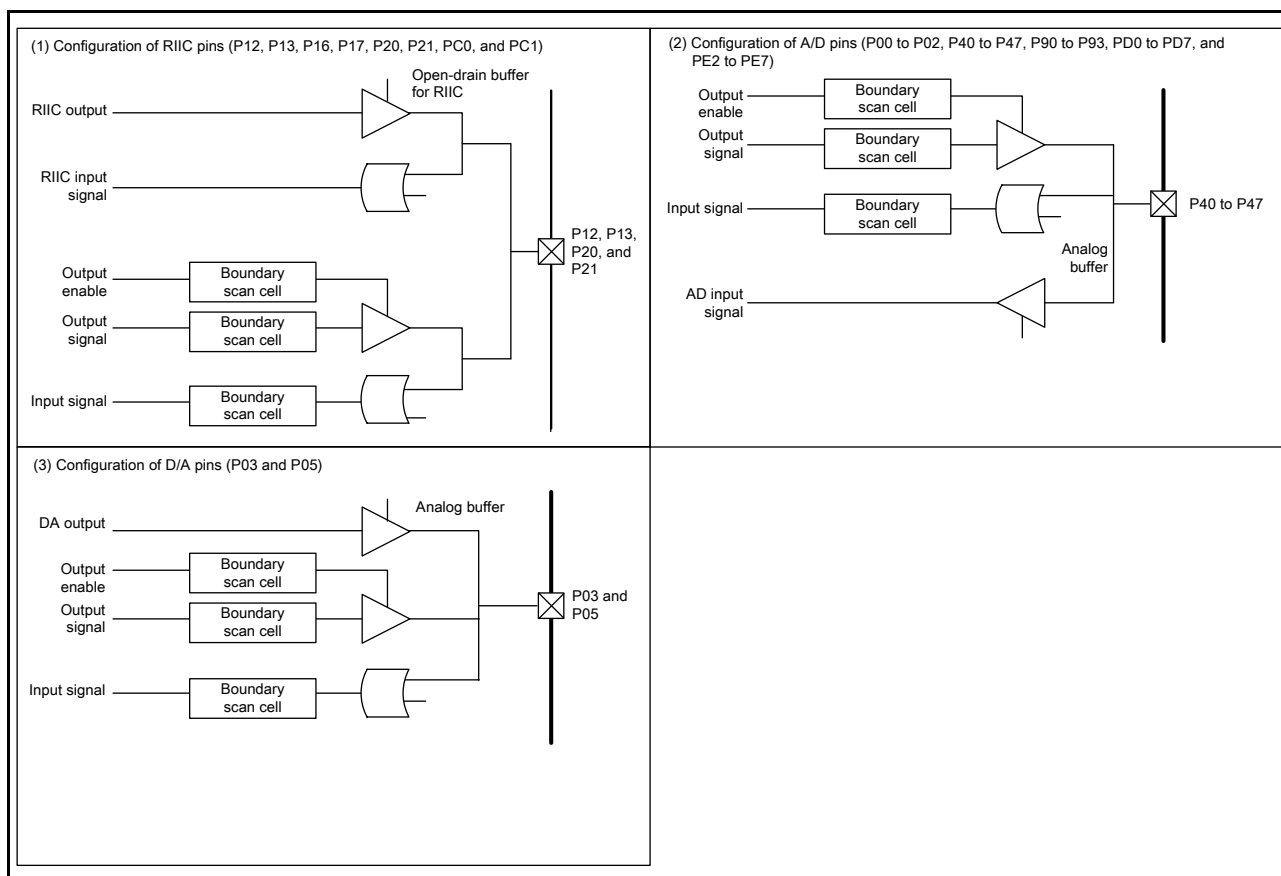 (1) Configuration of RIIC pins (P12, P13, P16, P17, P20, P21, PC0, and PC1)
Open-drain buffer
for RIIC
RIIC output
RIIC input
signal
Output
enable
Boundary
scan cell
Output
signal
Boundary
scan cell
Input signal
Boundary
scan cell
P12, P13,
P20, and
P21
(2) Configuration of A/D pins (P00 to P02, P40 to P47, P90 to P93, PD0 to PD7, and
PE2 to PE7)
Output
enable
Boundary
scan cell
Output
signal
Boundary
scan cell
Input signal
Boundary
scan cell
P40 to P47
Analog
buffer
AD input
signal
(3) Configuration of D/A pins (P03 and P05)
Analog buffer
DA output
Output
enable
Boundary
scan cell
Output
signal
Boundary
scan cell
Input signal
Boundary
scan cell
P03 and
P05